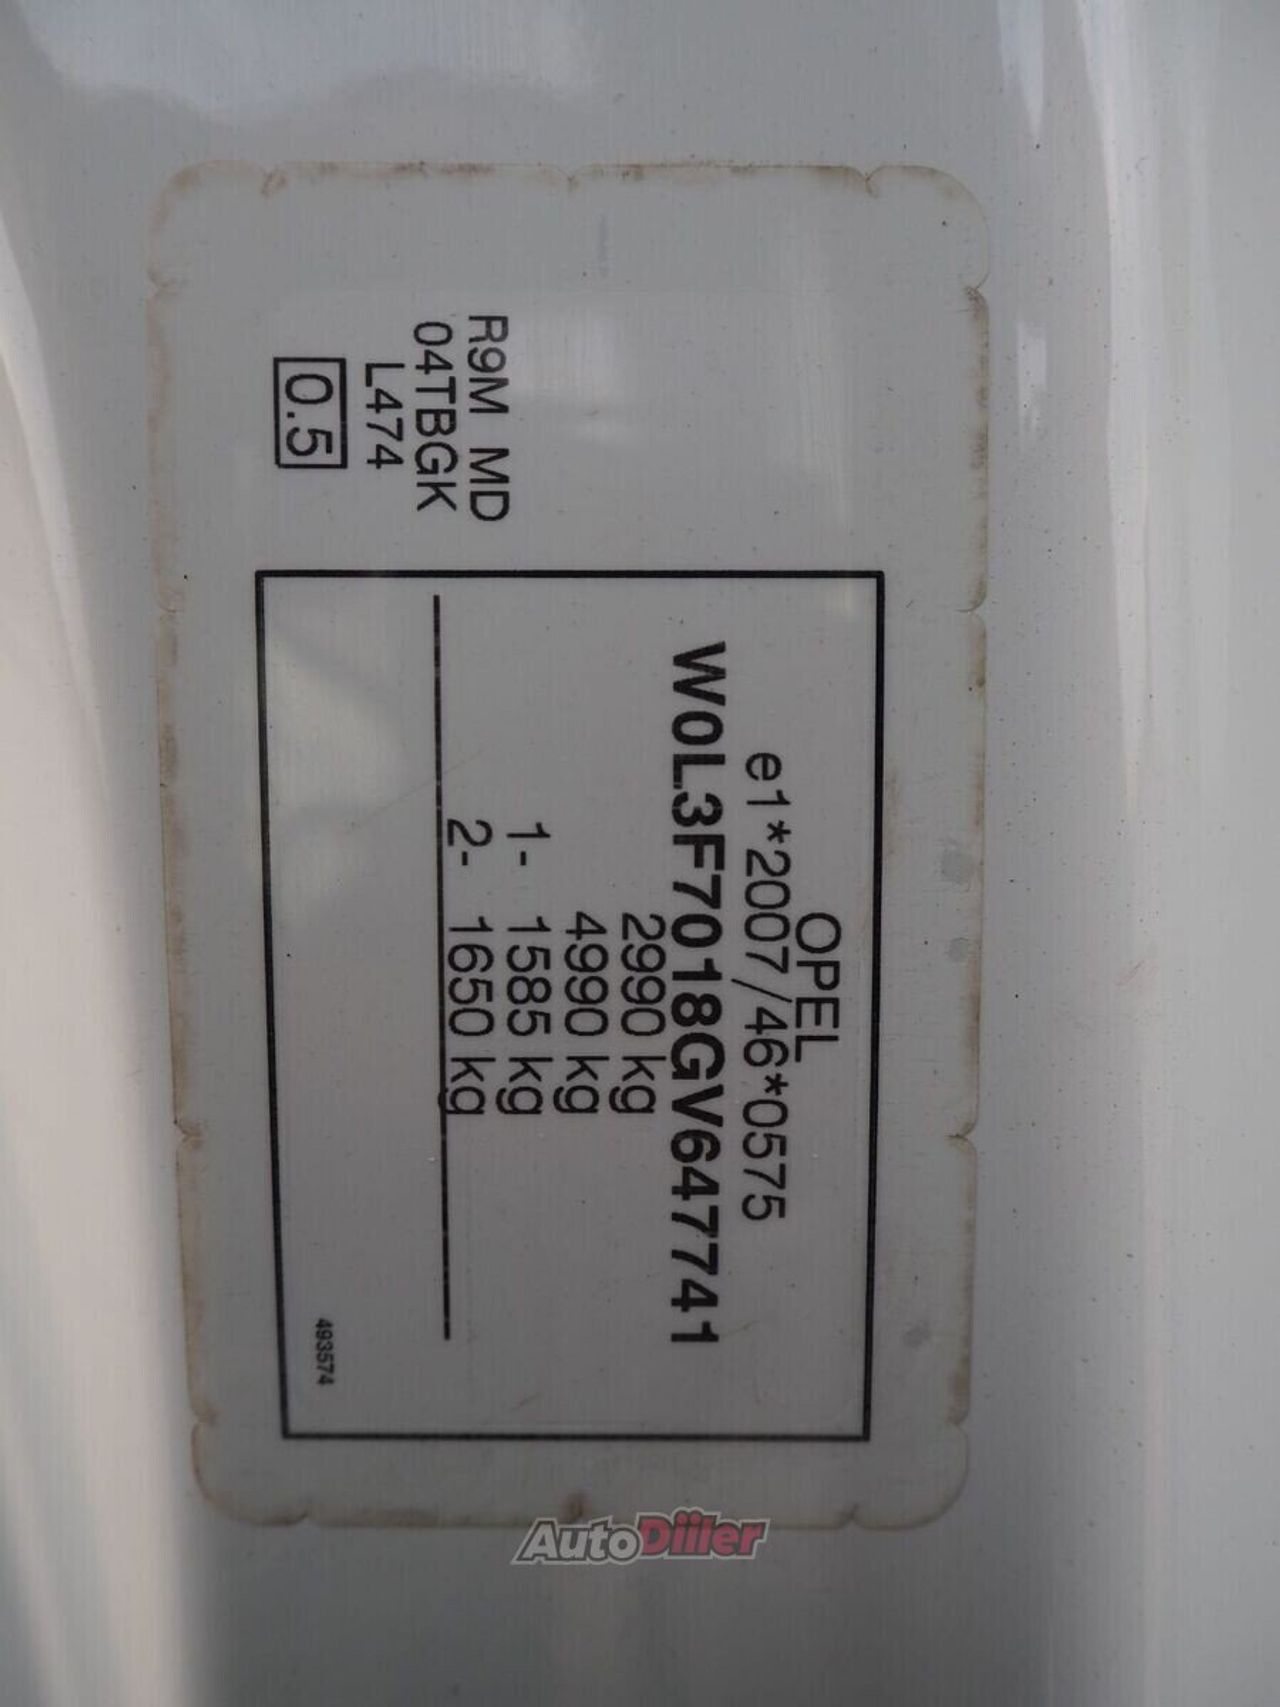 OPEL
e1*2007/46*0575
W0L3F7018GV647741
2990 kg
4990 kg
1- 1585 kg
2- 1650 kg
493574
R9M MD
04TBGK
L474
0.5
AutoDiiler